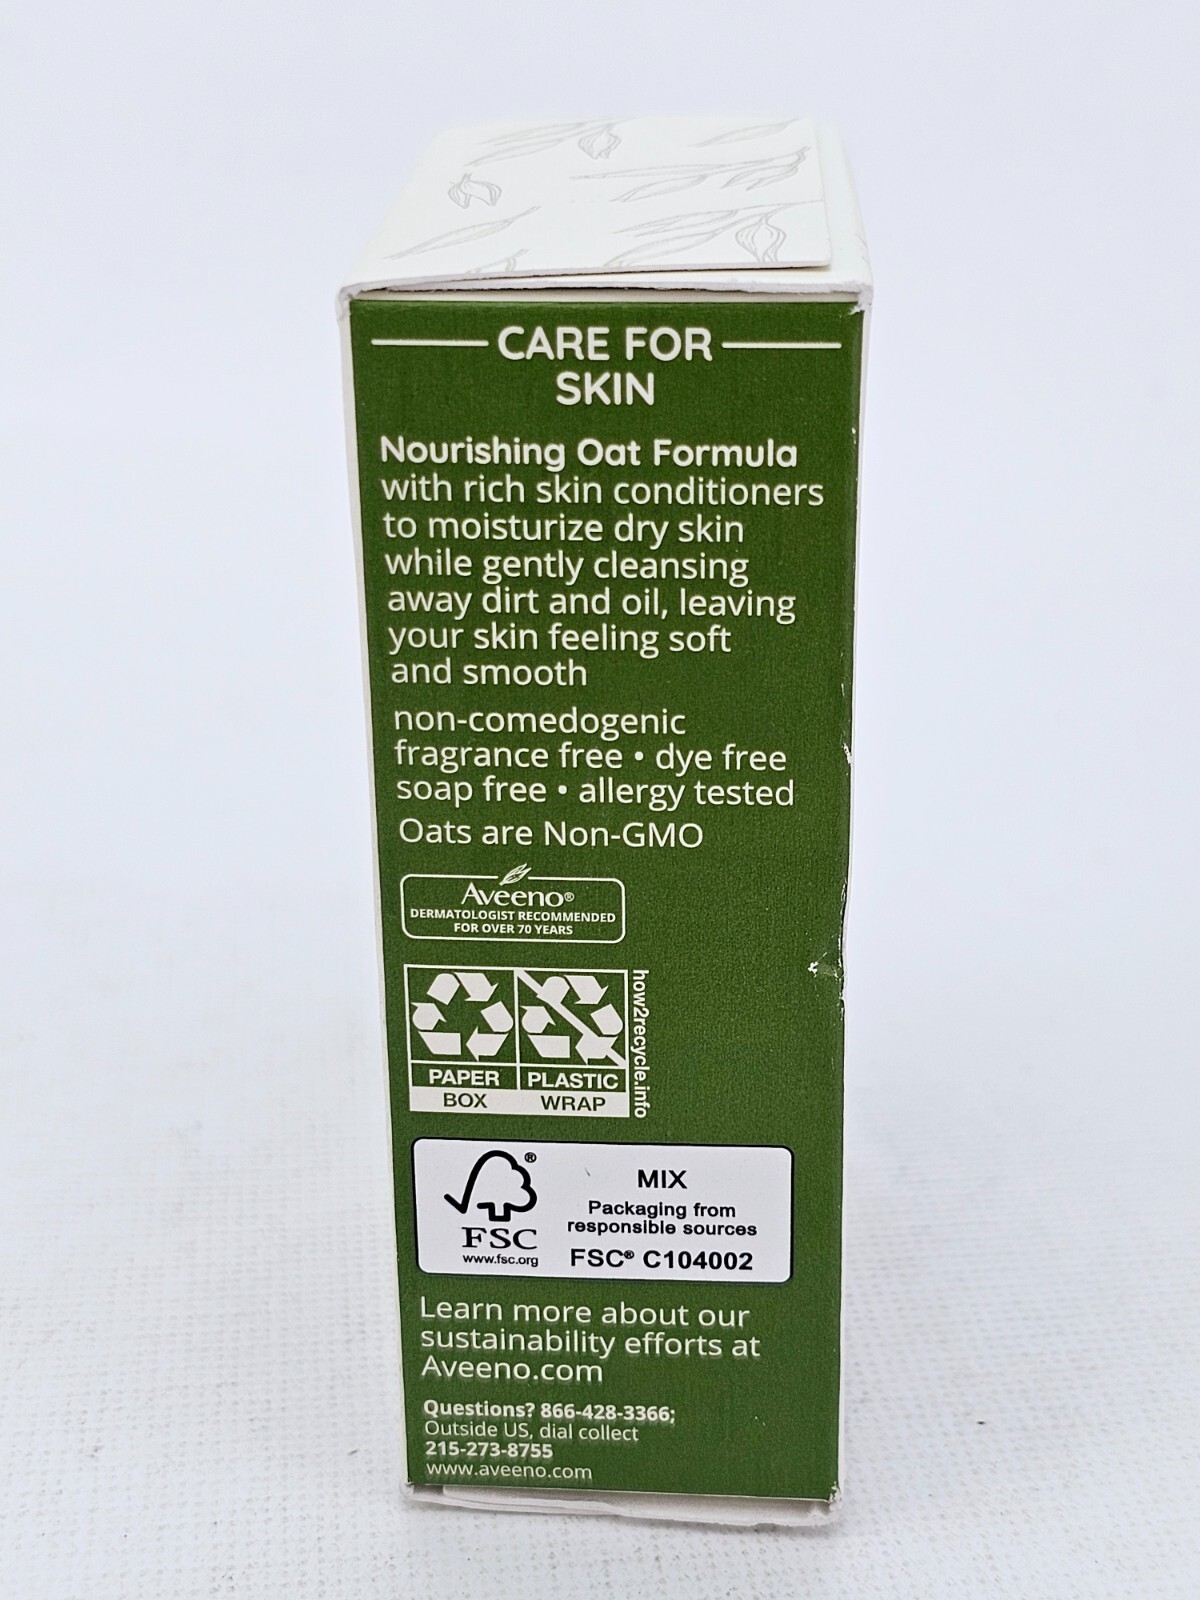 CARE FOR
SKIN
Nourishing Oat Formula
with rich skin conditioners
to moisturize dry skin
while gently cleansing
away dirt and oil, leaving
your skin feeling soft
and smooth
non-comedogenic
fragrance free • dye free
soap free • allergy tested
Oats are Non-GMO
Aveeno®
DERMATOLOGIST RECOMMENDED
FOR OVER 70 YEARS
PAPER
BOX
PLASTIC
WRAP
how2recycle.info
®
FSC
www.fsc.org
MIX
Packaging from
responsible sources
FSC® C104002
Learn more about our
sustainability efforts at
Aveeno.com
Questions? 866-428-3366;
Outside US, dial collect
215-273-8755
www.aveeno.com